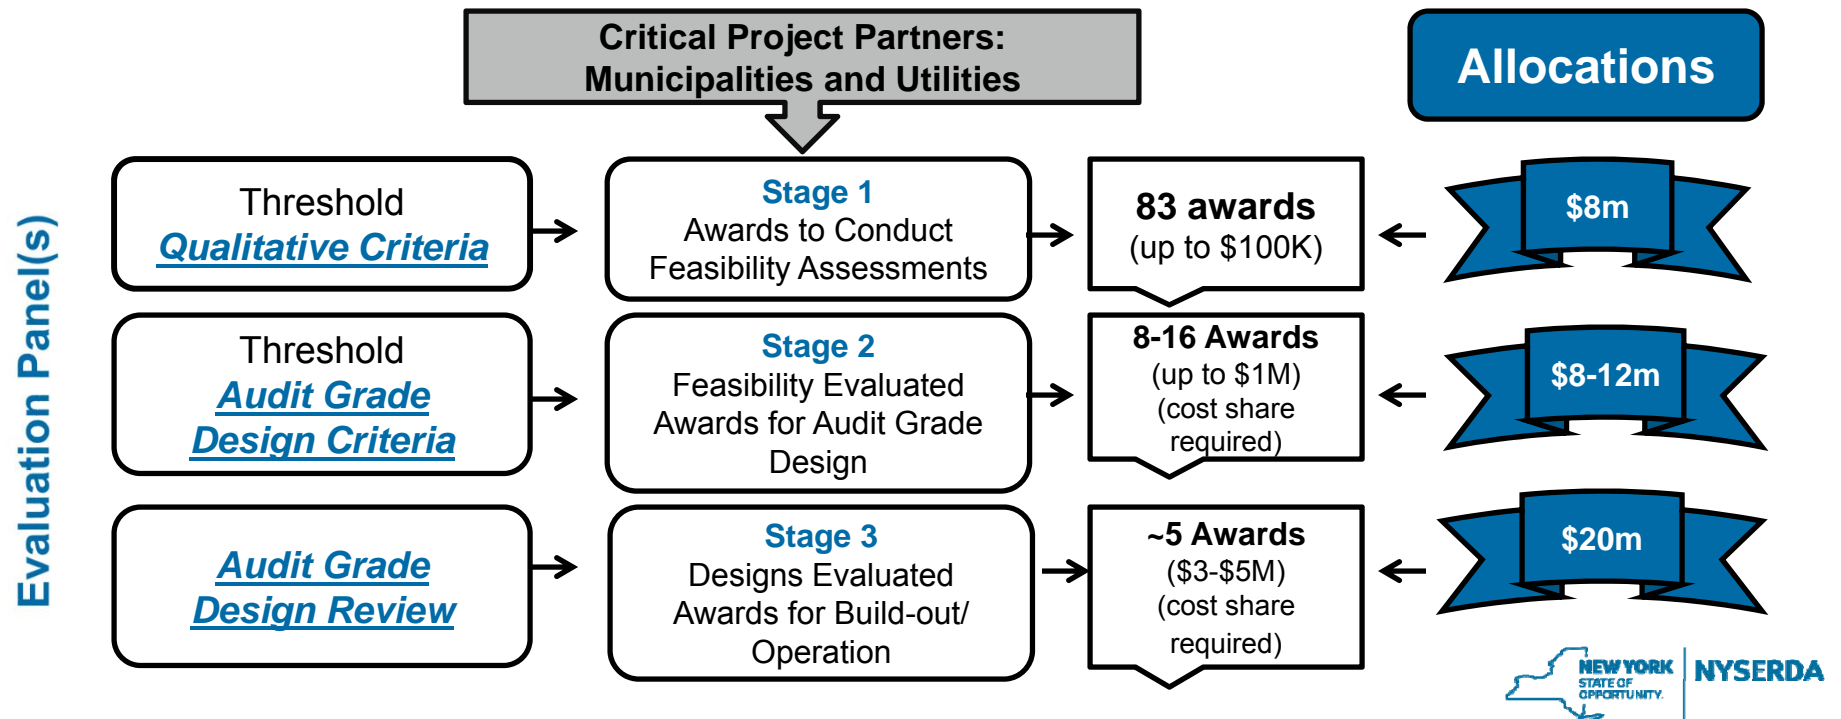 Critical Project Partners:
Municipalities and Utilities
Allocations
Evaluation Panel(s)
Threshold
Qualitative Criteria
Stage 1
Awards to Conduct
Feasibility Assessments
83 awards
(up to $100K)
$8m
Threshold
Audit Grade
Design Criteria
Stage 2
Feasibility Evaluated
Awards for Audit Grade
Design
8-16 Awards
(up to $1M)
(cost share
required)
$8-12m
Audit Grade
Design Review
Stage 3
Designs Evaluated
Awards for Build-out/
Operation
~5 Awards
($3-$5M)
(cost share
required)
$20m
NEW YORK
STATE OF
OPPORTUNITY.
NYSERDA